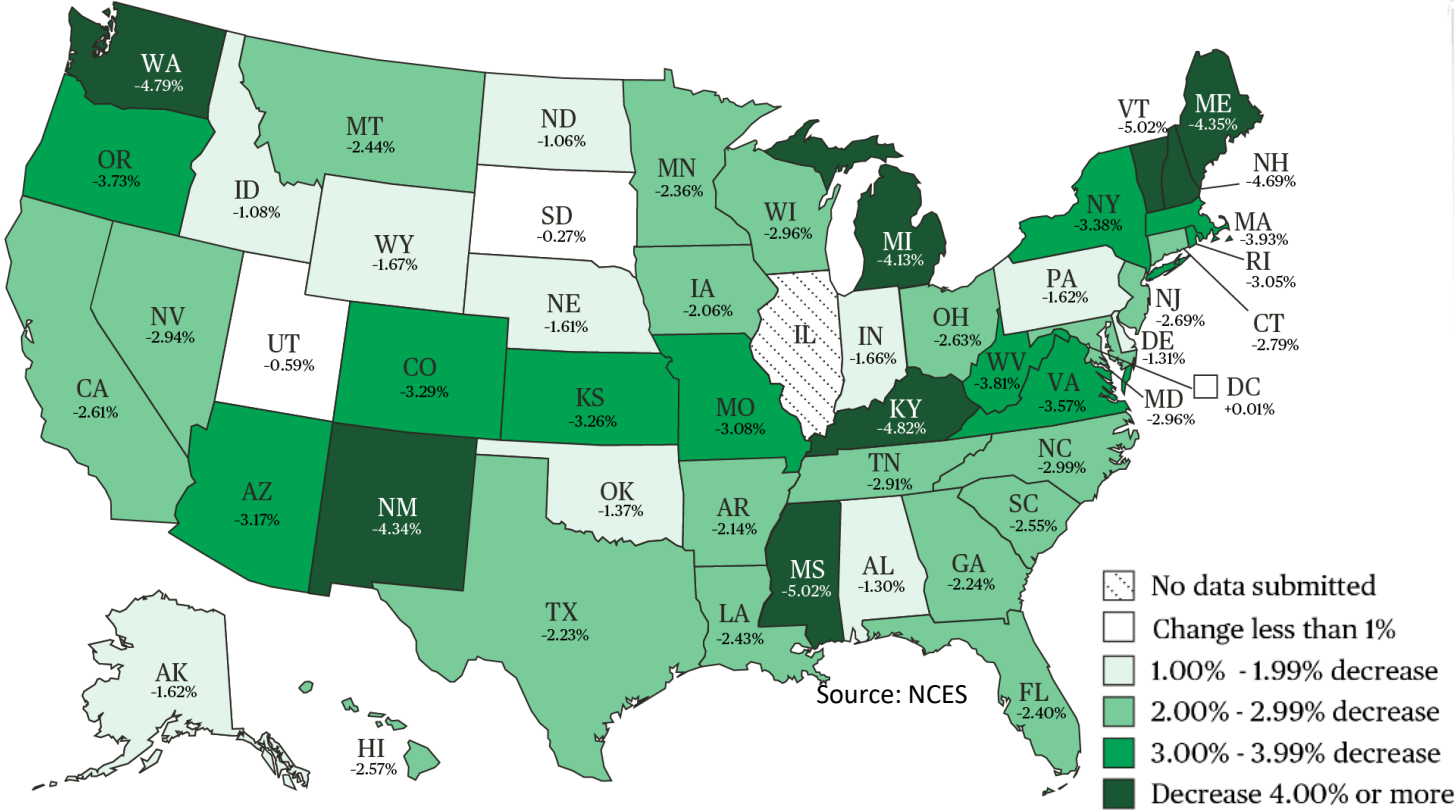 WA
-4.79%
OR
-3.73%
CA
-2.61%
NV
-2.94%
ID
-1.08%
MT
-2.44%
WY
-1.67%
UT
-0.59%
AZ
-3.17%
CO
-3.29%
NM
-4.34%
ND
-1.06%
SD
-0.27%
NE
-1.61%
KS
-3.26%
OK
-1.37%
TX
-2.23%
MN
-2.36%
IA
-2.06%
MO
-3.08%
AR
-2.14%
LA
-2.43%
WI
-2.96%
IL
MI
-4.13%
IN
-1.66%
OH
-2.63%
KY
-4.82%
TN
-2.91%
MS
-5.02%
AL
-1.30%
GA
-2.24%
FL
-2.40%
SC
-2.55%
NC
-2.99%
VA
-3.57%
WV
-3.81%
PA
-1.62%
NY
-3.38%
VT
-5.02%
ME
-4.35%
NH
-4.69%
MA
-3.93%
RI
-3.05%
CT
-2.79%
NJ
-2.69%
DE
-1.31%
DC
+0.01%
MD
-2.96%
AK
-1.62%
HI
-2.57%
Source: NCES
No data submitted
Change less than 1%
1.00% - 1.99% decrease
2.00% - 2.99% decrease
3.00% - 3.99% decrease
Decrease 4.00% or more